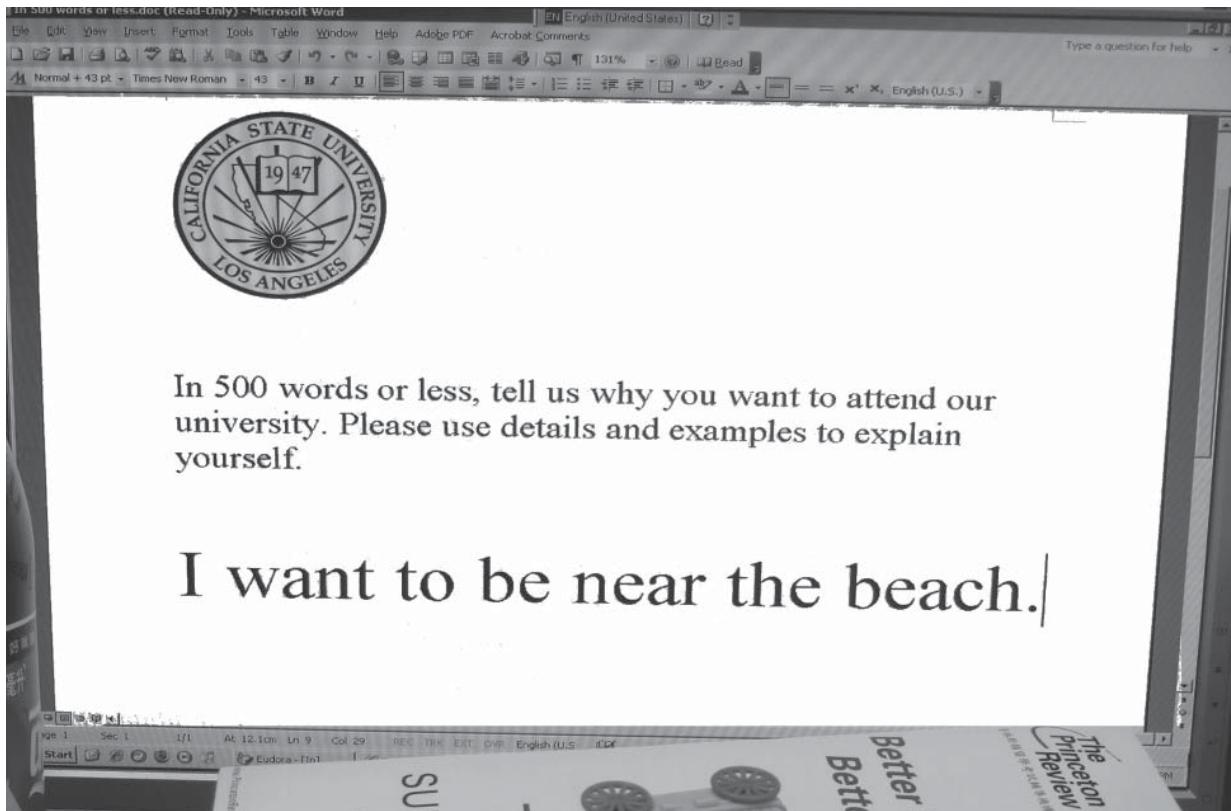 In 500 words or less.doc (Read-Only) - Microsoft Word
EN English (United States)
File Edit View Insert Format Tools Table Window Help Adobe PDF Acrobat Comments
Type a question for help
131% Read
Normal + 43 pt Times New Roman 43 B I U English (U.S.)
CALIFORNIA STATE UNIVERSITY
19 47
LOS ANGELES
In 500 words or less, tell us why you want to attend our
university. Please use details and examples to explain
yourself.
I want to be near the beach.
Sec 1 1/1 At 12.1cm Ln 9 Col 29 REC TRK EXT OVR English (U.S
Start Eudora - [In]
SU
Better
The
Princeton
Review